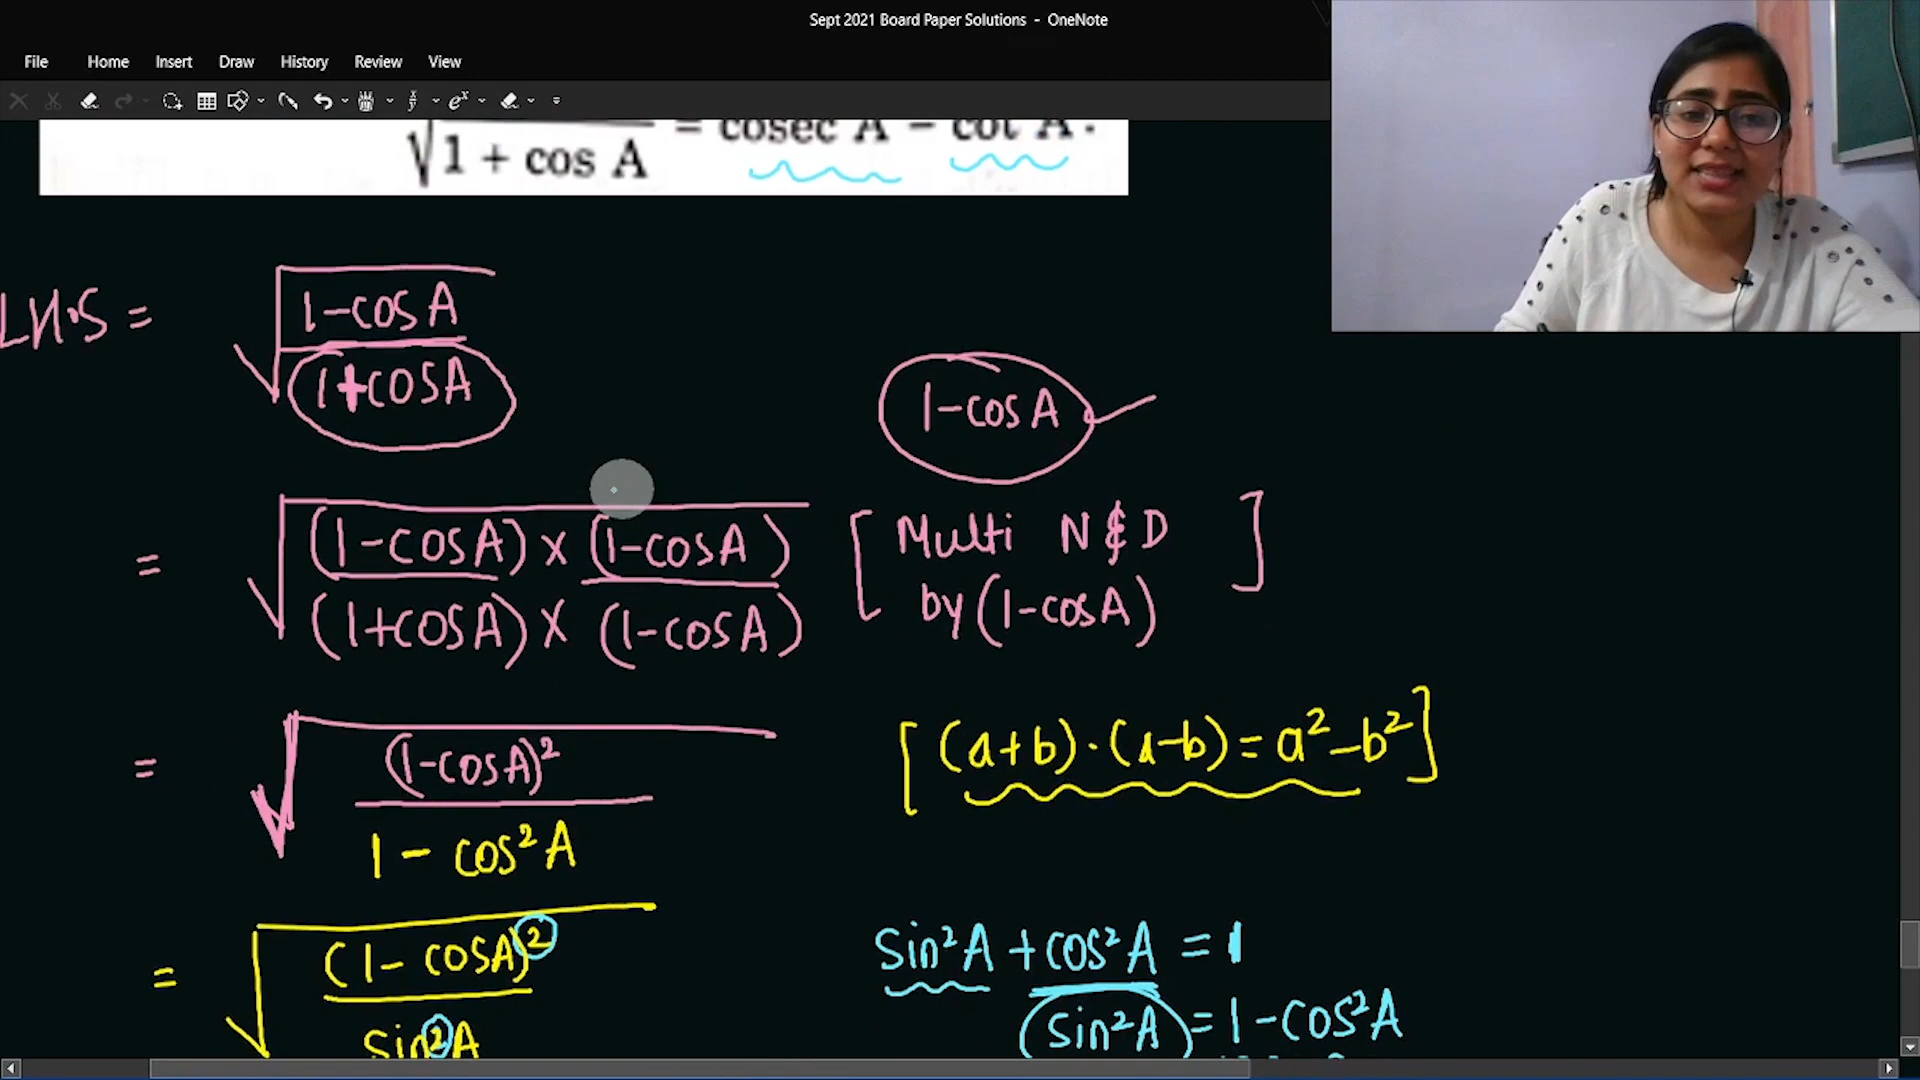 Sept 2021 Board Paper Solutions - OneNote
File Home Insert Draw History Review View
√1 + cos A = cosec A - cot A.
LH.S = √(1-cosA / 1+cosA)
1-cosA
= √((1-cosA) x (1-cosA) / (1+cosA) x (1-cosA)) [Multi N & D
by (1-cosA)]
= √((1-cosA)² / 1-cos²A) [(a+b)·(a-b)=a²-b²]
= √((1-cosA)² / sin²A)
sin²A + cos²A = 1
sin²A = 1-cos²A